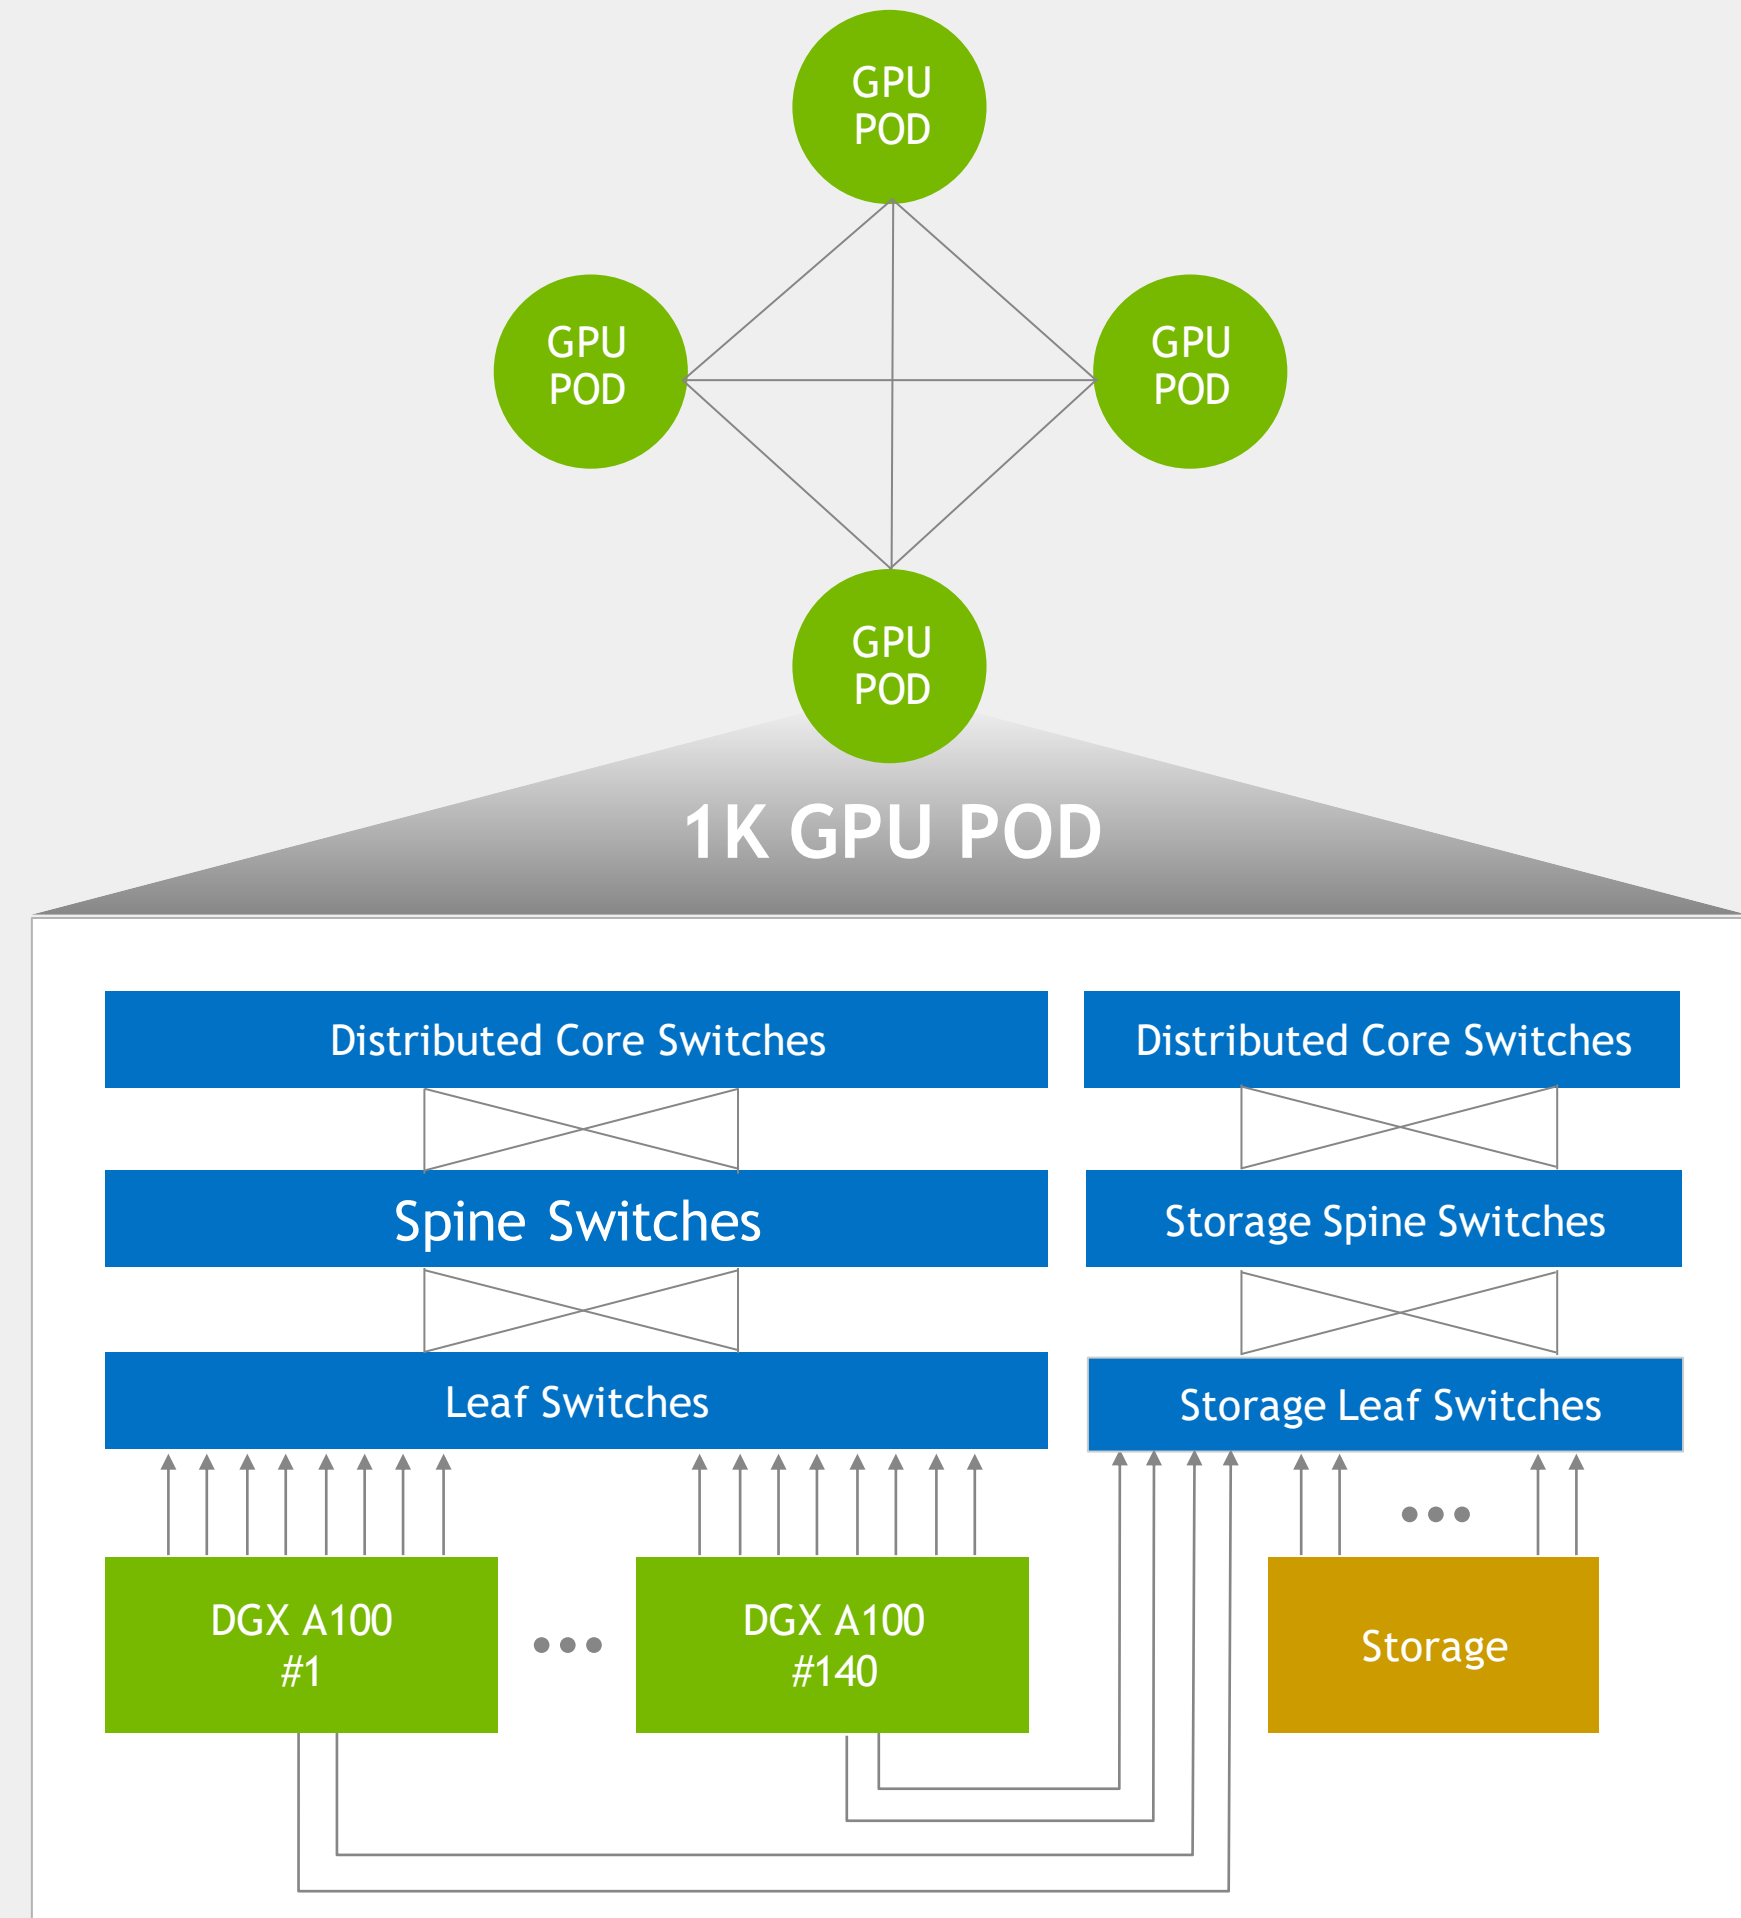 GPU
POD
GPU
POD
GPU
POD
GPU
POD
1K GPU POD
Distributed Core Switches
Distributed Core Switches
Spine Switches
Storage Spine Switches
Leaf Switches
Storage Leaf Switches
DGX A100
#1
DGX A100
#140
Storage